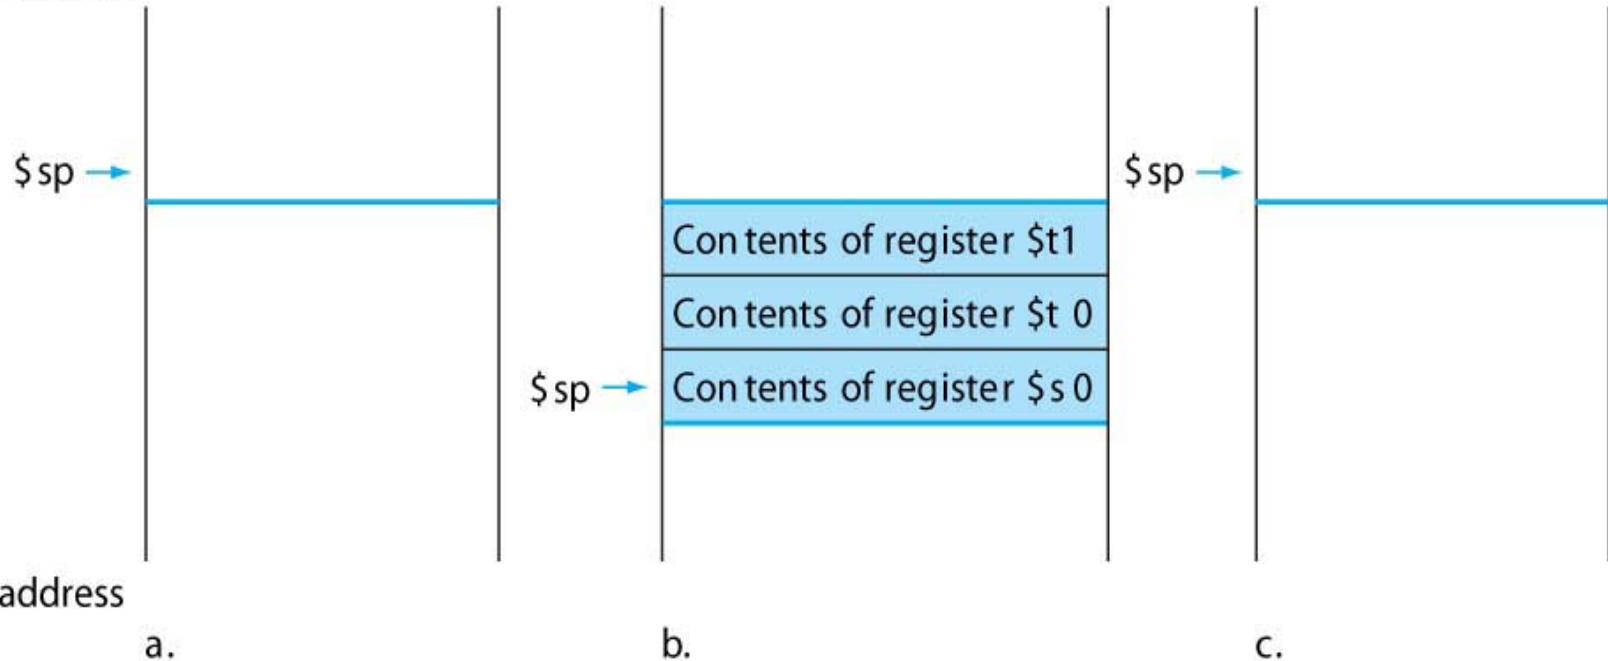 $sp
$sp
Contents of register $t1
Contents of register $t 0
$sp
Contents of register $s 0
address
a.
b.
c.